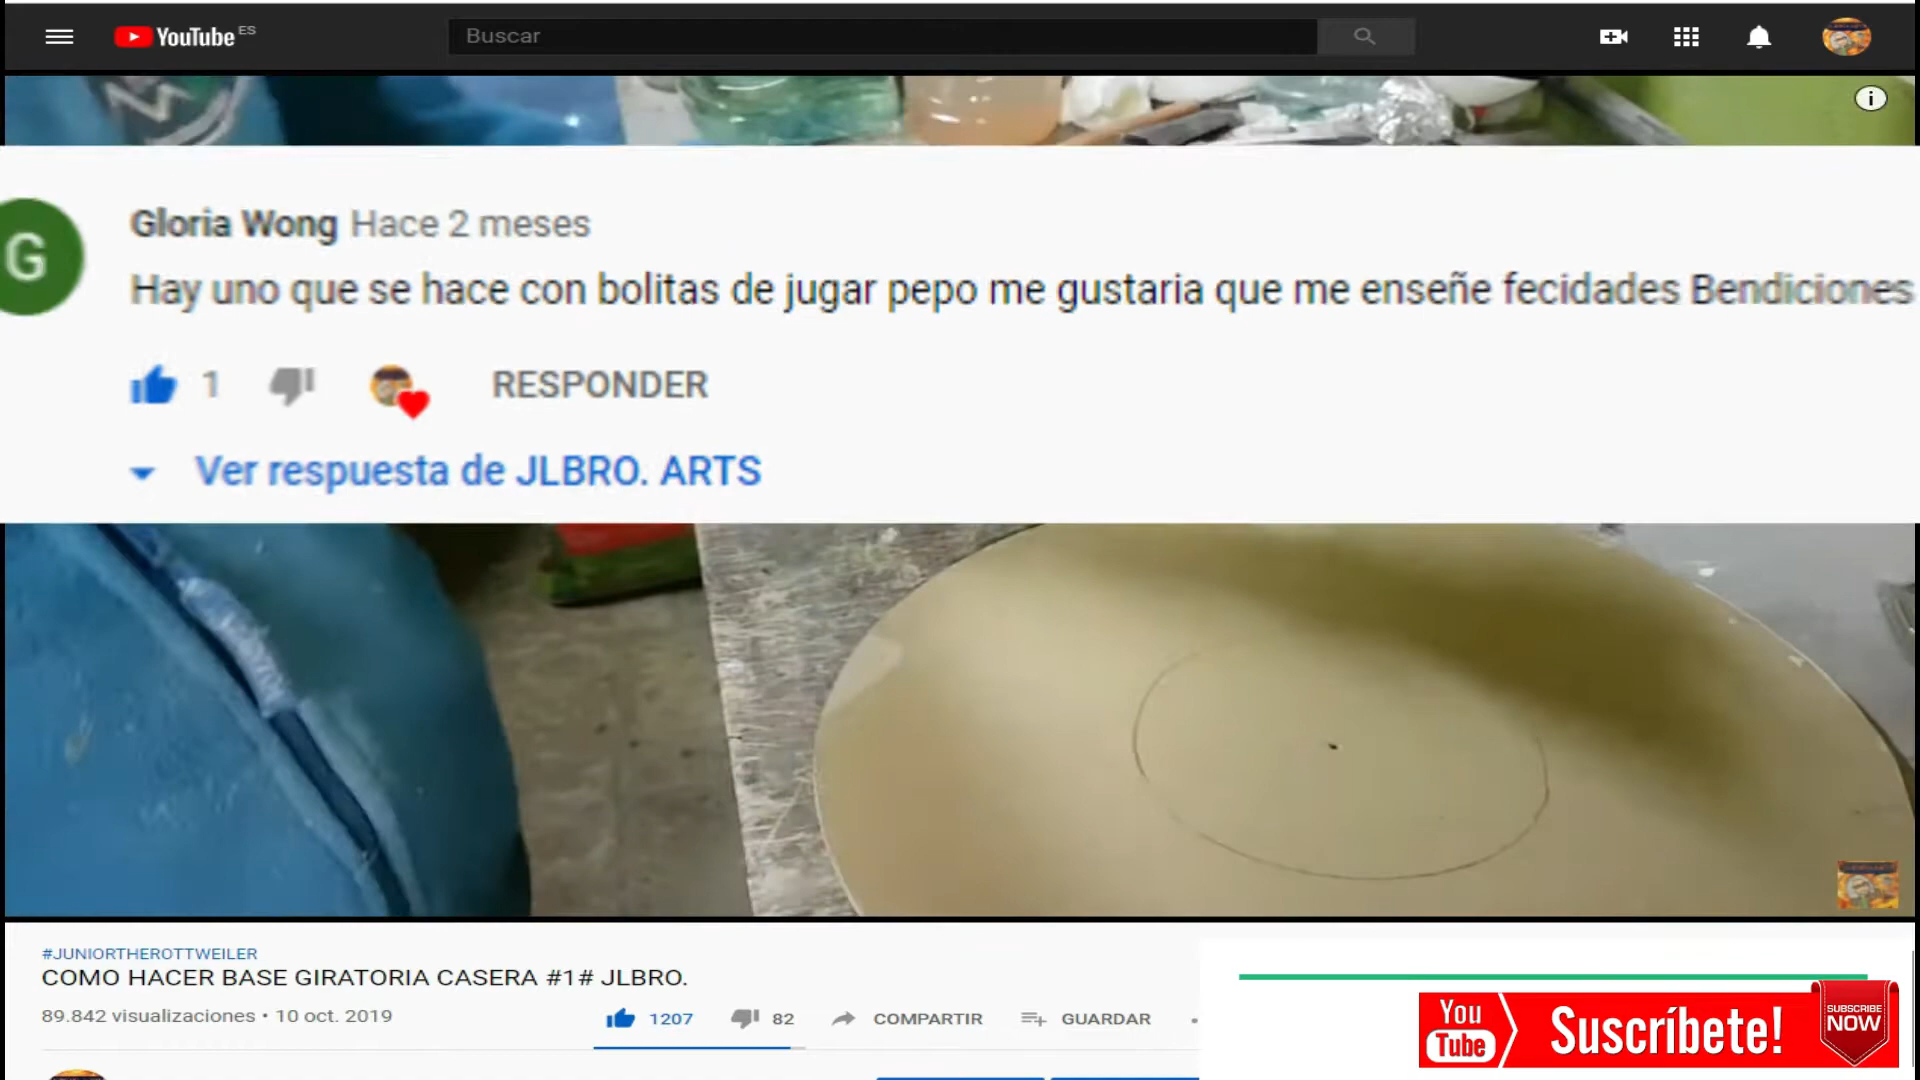 YouTube ES
Buscar
G
Gloria Wong Hace 2 meses
Hay uno que se hace con bolitas de jugar pepo me gustaria que me enseñe fecidades Bendiciones
1
RESPONDER
Ver respuesta de JLBRO. ARTS
#JUNIORTHEROTTWEILER
COMO HACER BASE GIRATORIA CASERA #1# JLBRO.
89.842 visualizaciones • 10 oct. 2019
1207
82
COMPARTIR
GUARDAR
You
Tube
Suscríbete!
SUBSCRIBE
NOW